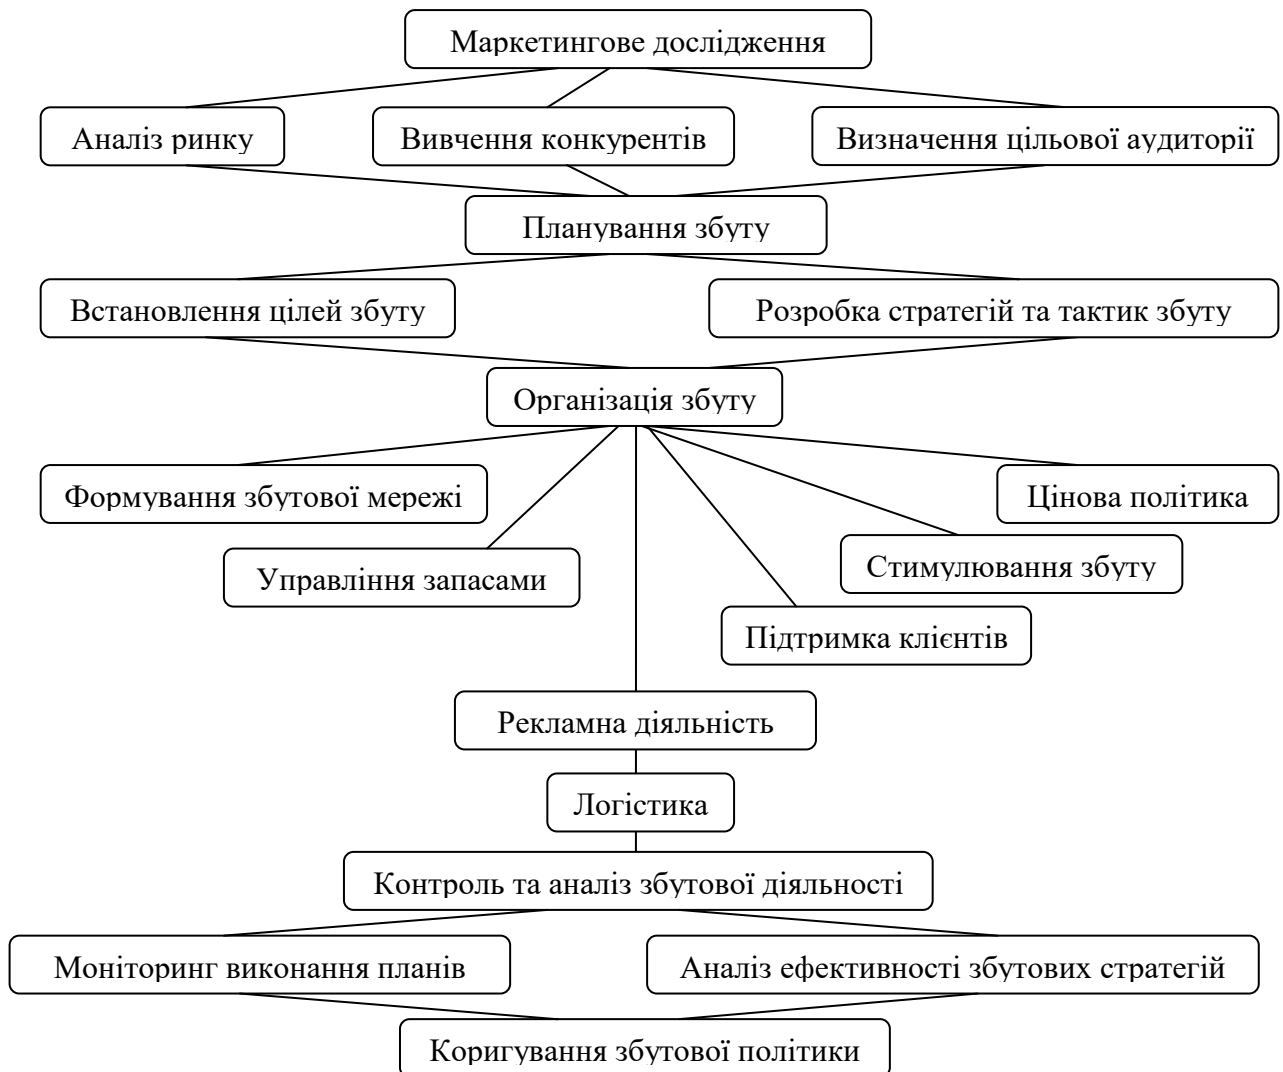 Маркетингове дослідження
Аналіз ринку
Вивчення конкурентів
Визначення цільової аудиторії
Планування збуту
Встановлення цілей збуту
Розробка стратегій та тактик збуту
Організація збуту
Формування збутової мережі
Цінова політика
Управління запасами
Стимулювання збуту
Підтримка клієнтів
Рекламна діяльність
Логістика
Контроль та аналіз збутової діяльності
Моніторинг виконання планів
Аналіз ефективності збутових стратегій
Коригування збутової політики